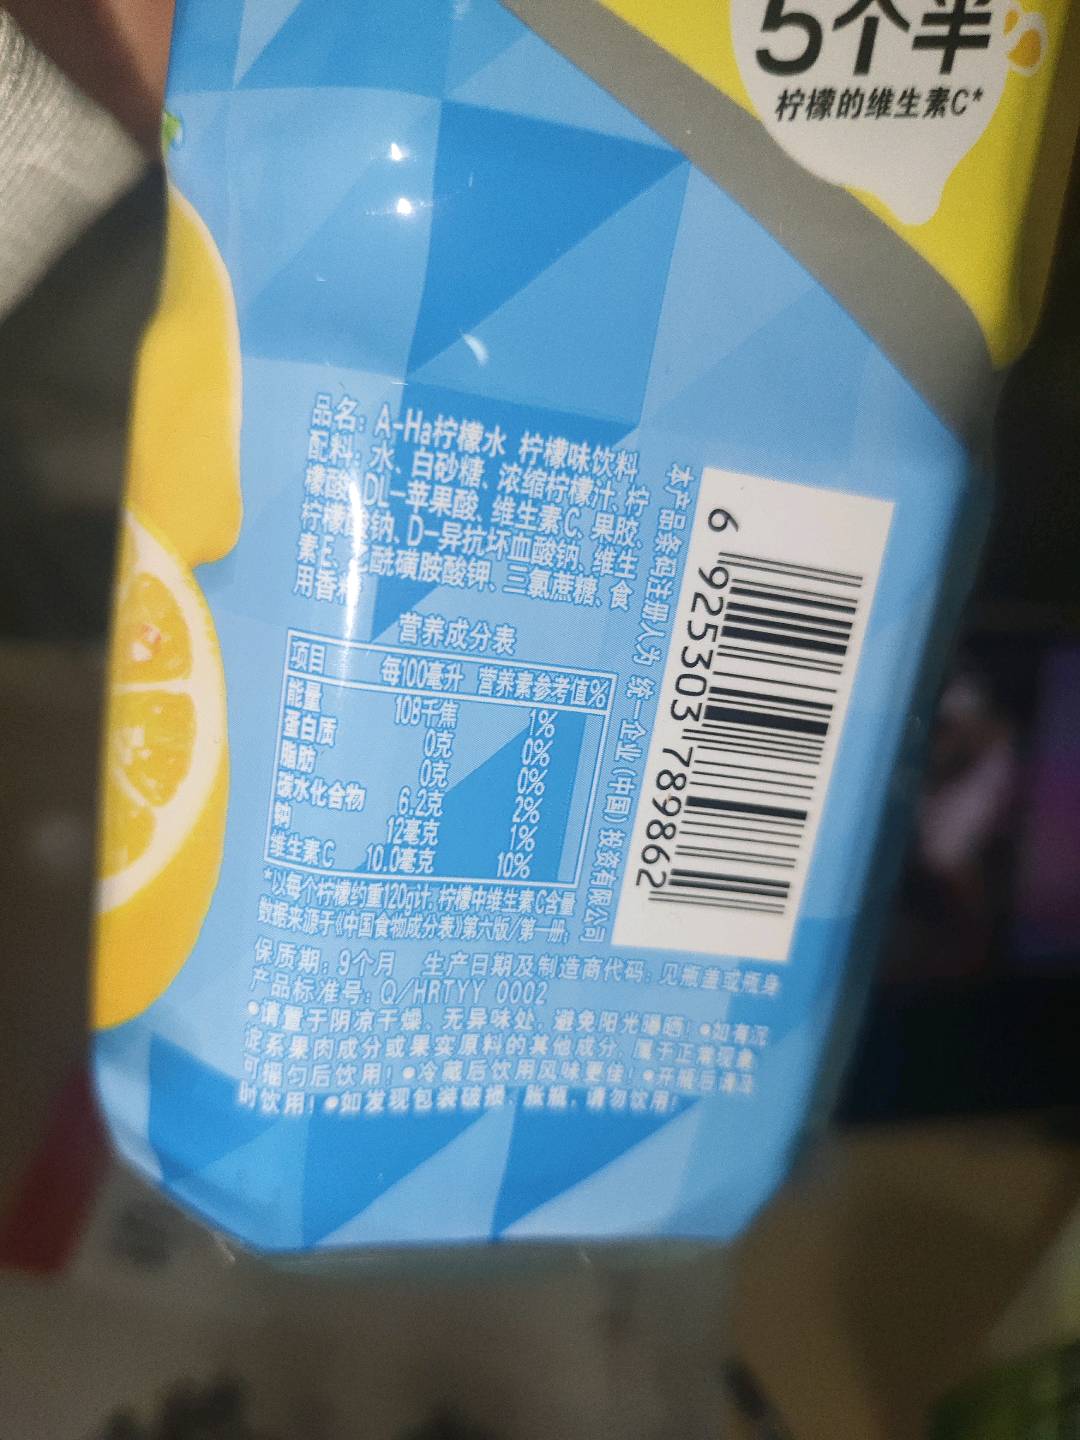 5个半
柠檬的维生素C*
品名：A-Ha柠檬水 柠檬味饮料
配料：水、白砂糖、浓缩柠檬汁、柠
檬酸、DL-苹果酸、维生素C、果胶、
柠檬酸钠、D-异抗坏血酸钠、维生
素E、乙酰磺胺酸钾、三氯蔗糖、食
用香精
营养成分表
项目 每100毫升 营养素参考值%
能量 108千焦 1%
蛋白质 0克 0%
脂肪 0克 0%
碳水化合物 6.2克 2%
钠 12毫克 1%
维生素C 10.0毫克 10%
*以每个柠檬约重120g计，柠檬中维生素C含量
数据来源于《中国食物成分表》第六版/第一册；
保质期：9个月 生产日期及制造商代码：见瓶盖或瓶身
产品标准号：Q/HRTYY 0002
●请置于阴凉干燥、无异味处，避免阳光曝晒！●如有沉
淀系果肉成分或果实原料的其他成分，属于正常现象
可摇匀后饮用！●冷藏后饮用风味更佳！●开瓶后请及
时饮用！●如发现包装破损、胀瓶，请勿饮用！
本产品条码注册人为 统一企业（中国）投资有限公司
6 925303 789862